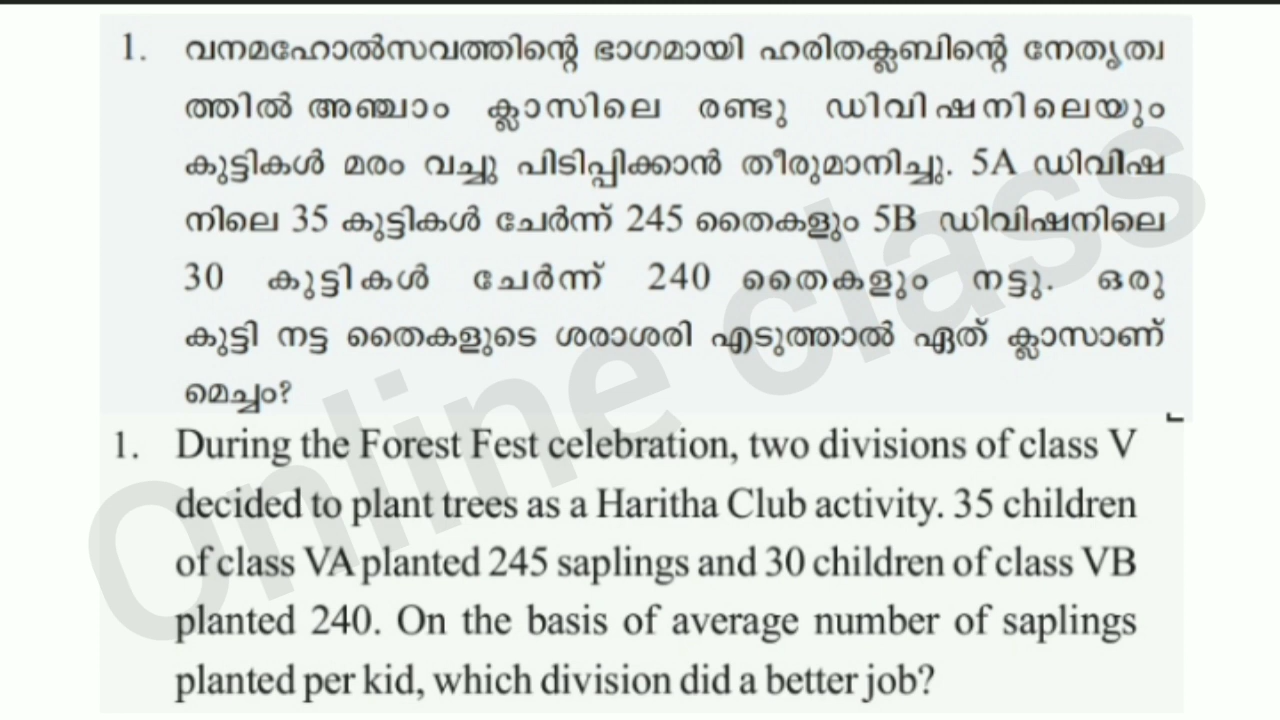 1. വനമഹോൽസവത്തിന്റെ ഭാഗമായി ഹരിതക്ലബിന്റെ നേതൃത്വ
ത്തിൽ അഞ്ചാം ക്ലാസിലെ രണ്ടു ഡിവിഷനിലെയും
കുട്ടികൾ മരം വച്ചു പിടിപ്പിക്കാൻ തീരുമാനിച്ചു. 5A ഡിവിഷ
നിലെ 35 കുട്ടികൾ ചേർന്ന് 245 തൈകളും 5B ഡിവിഷനിലെ
30 കുട്ടികൾ ചേർന്ന് 240 തൈകളും നട്ടു. ഒരു
കുട്ടി നട്ട തൈകളുടെ ശരാശരി എടുത്താൽ ഏത് ക്ലാസാണ്
മെച്ചം?
1. During the Forest Fest celebration, two divisions of class V
decided to plant trees as a Haritha Club activity. 35 children
of class VA planted 245 saplings and 30 children of class VB
planted 240. On the basis of average number of saplings
planted per kid, which division did a better job?
Online class